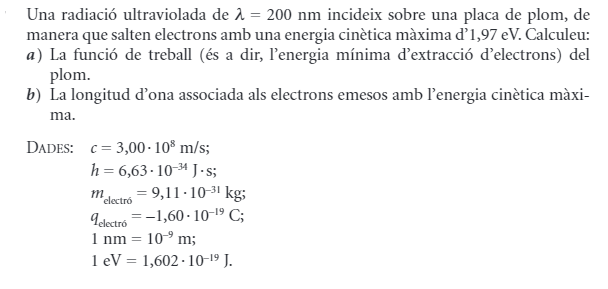 Una radiació ultraviolada de λ = 200 nm incideix sobre una placa de plom, de
manera que salten electrons amb una energia cinètica màxima d’1,97 eV. Calculeu:
a) La funció de treball (és a dir, l’energia mínima d’extracció d’electrons) del
plom.
b) La longitud d’ona associada als electrons emesos amb l’energia cinètica màxi-
ma.
DADES: c = 3,00·10⁸ m/s;
h = 6,63·10⁻³⁴ J·s;
m_electró = 9,11·10⁻³¹ kg;
q_electró = –1,60·10⁻¹⁹ C;
1 nm = 10⁻⁹ m;
1 eV = 1,602·10⁻¹⁹ J.